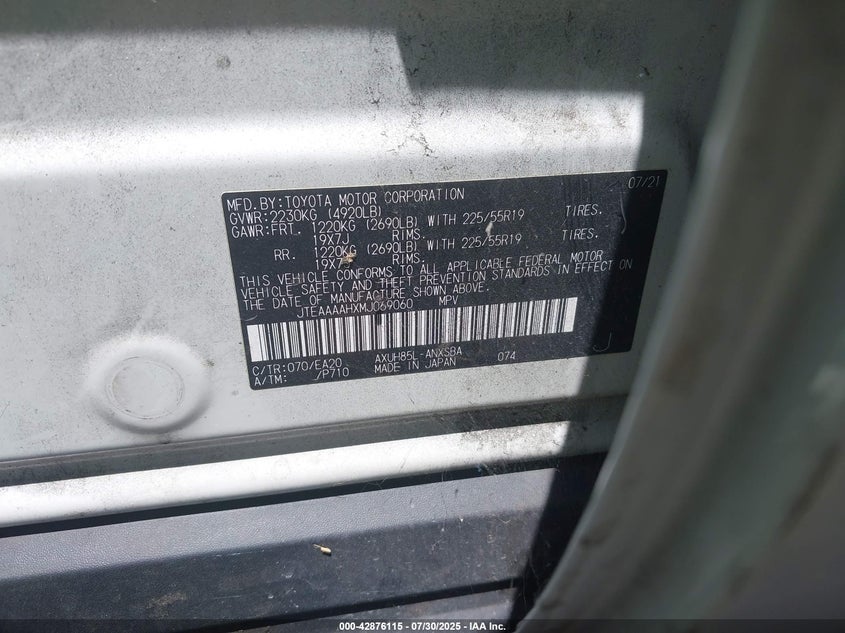 07/21
MFD.BY:TOYOTA MOTOR CORPORATION
GVWR:2230KG (4920LB)
GAWR:FRT. 1220KG (2690LB) WITH 225/55R19 TIRES.
19X7J RIMS.
RR. 1220KG (2690LB) WITH 225/55R19 TIRES.
19X7J RIMS.
THIS VEHICLE CONFORMS TO ALL APPLICABLE FEDERAL MOTOR
VEHICLE SAFETY AND THEFT PREVENTION STANDARDS IN EFFECT ON
THE DATE OF MANUFACTURE SHOWN ABOVE.
JTEAAAAHXMJ069060 MPV
C/TR:070/EA20 AXUH85L-ANXSBA 074 J
A/TM: /P710 MADE IN JAPAN
000-42876115 - 07/30/2025 - IAA Inc.